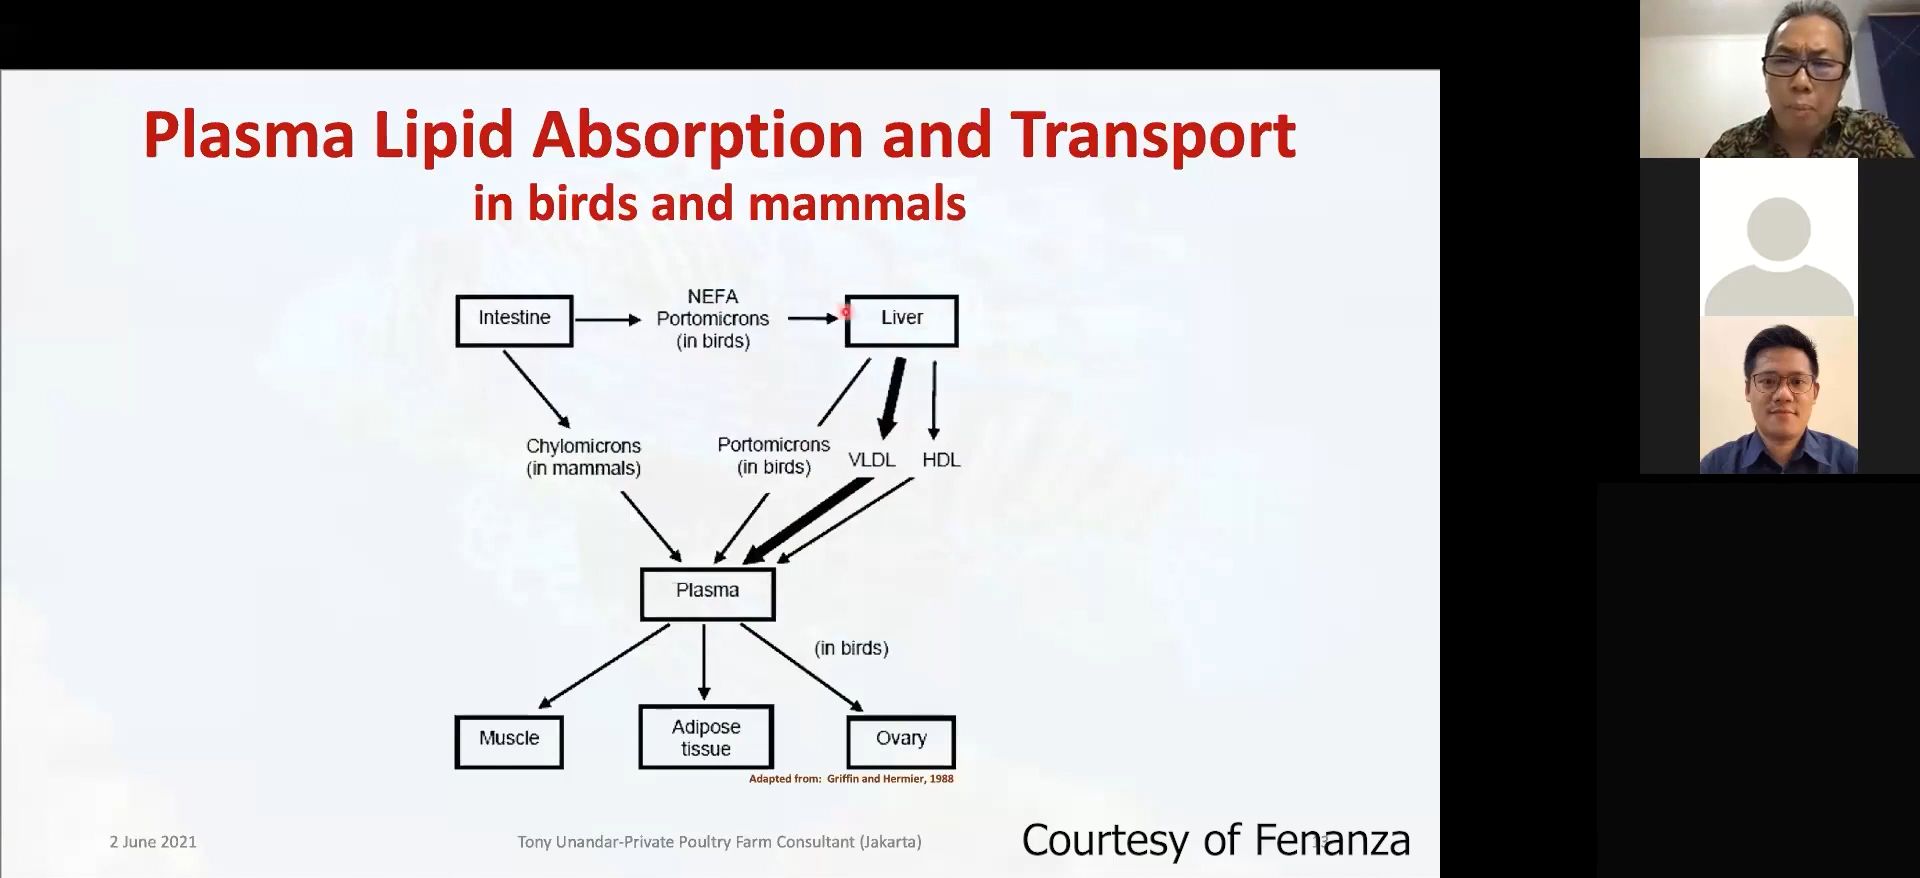 Plasma Lipid Absorption and Transport
in birds and mammals
Intestine
NEFA
Portomicrons
(in birds)
Liver
Chylomicrons
(in mammals)
Portomicrons
(in birds)
VLDL
HDL
Plasma
(in birds)
Muscle
Adipose
tissue
Ovary
Adapted from: Griffin and Hermier, 1988
2 June 2021
Tony Unandar-Private Poultry Farm Consultant (Jakarta)
Courtesy of Fenanza